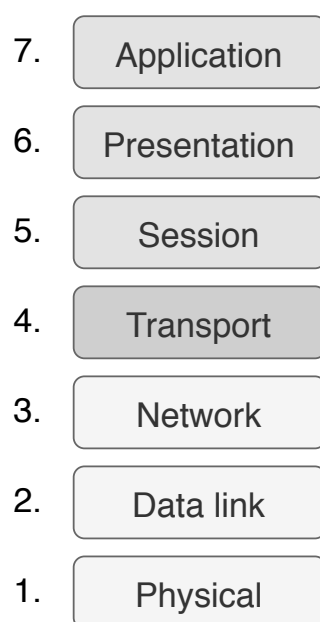 7. Application
6. Presentation
5. Session
4. Transport
3. Network
2. Data link
1. Physical